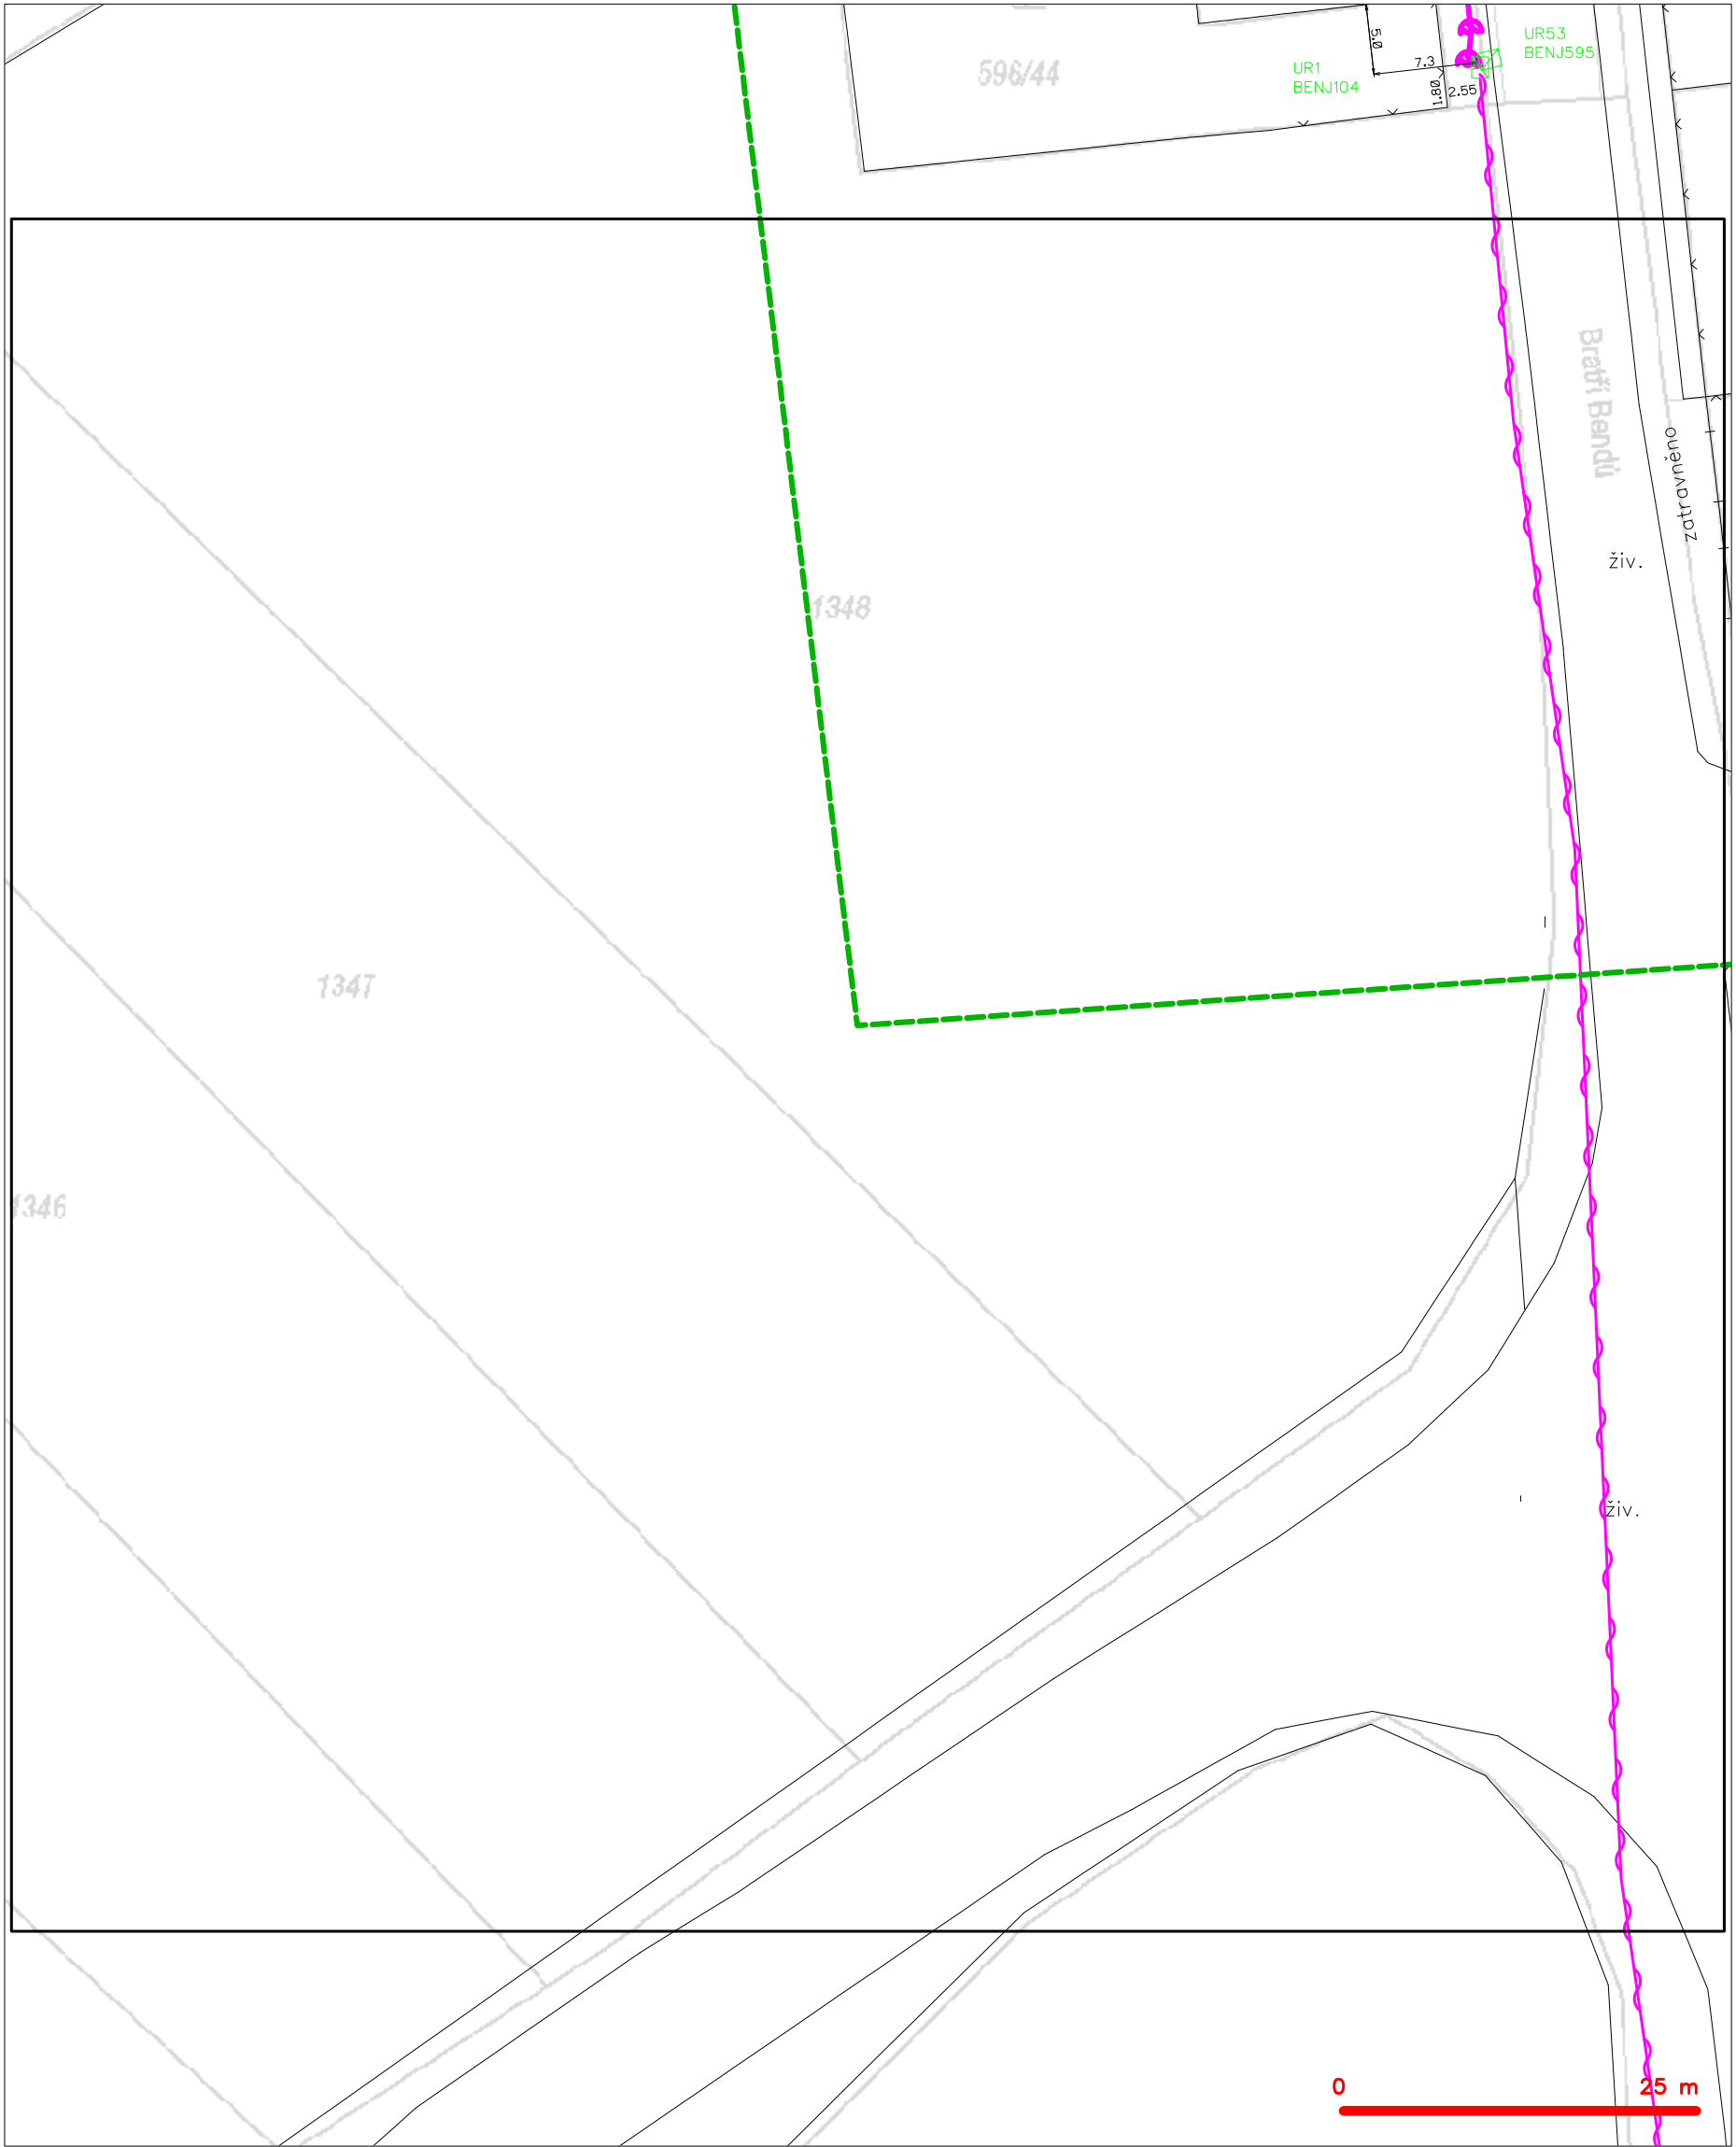 UR53
BENJ595
5.0
596/44
7.3
UR1
BENJ104
1.80
2.55
Bratří Bendů
zatravněno
živ.
1348
1347
1346
živ.
0
25 m